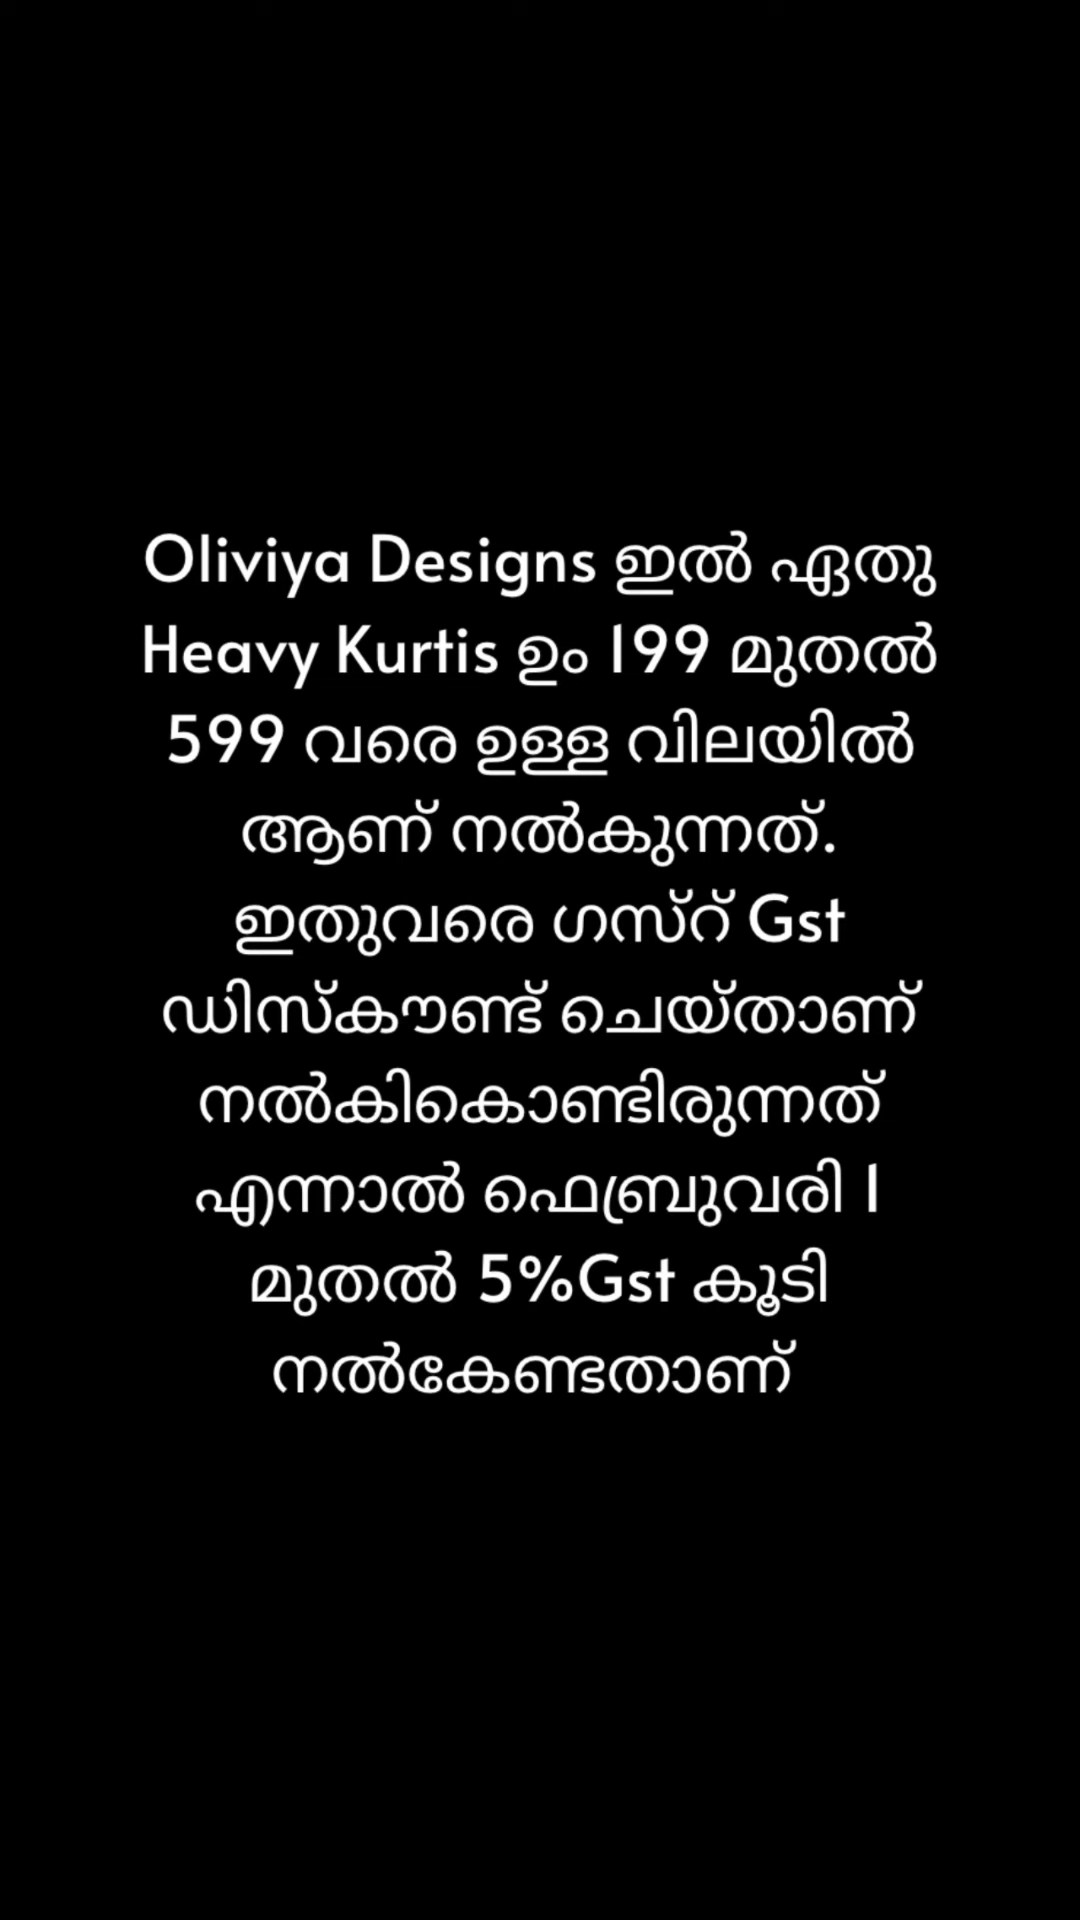 Oliviya Designs ഇൽ ഏതു
Heavy Kurtis ഉം 199 മുതൽ
599 വരെ ഉള്ള വിലയിൽ
ആണ് നൽകുന്നത്.
ഇതുവരെ ഗസ്റ് Gst
ഡിസ്കൗണ്ട് ചെയ്താണ്
നൽകികൊണ്ടിരുന്നത്
എന്നാൽ ഫെബ്രുവരി 1
മുതൽ 5%Gst കൂടി
നൽകേണ്ടതാണ്